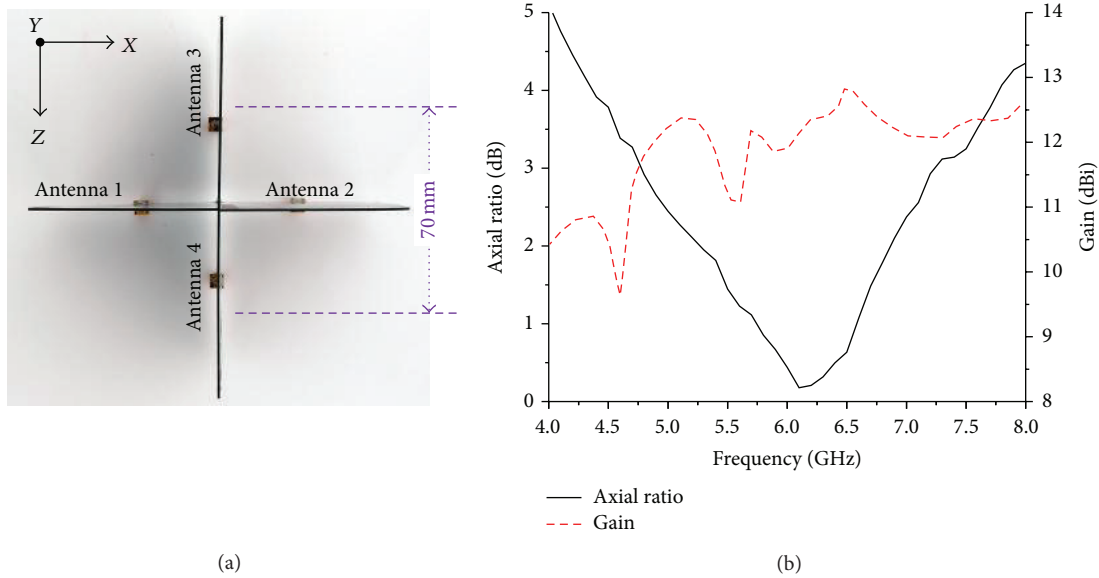 Y
X
Z
Antenna 3
Antenna 1
Antenna 2
Antenna 4
70 mm
(a)
5
4
3
2
1
0
Axial ratio (dB)
14
13
12
11
10
9
8
Gain (dBi)
4.0 4.5 5.0 5.5 6.0 6.5 7.0 7.5 8.0
Frequency (GHz)
Axial ratio
Gain
(b)